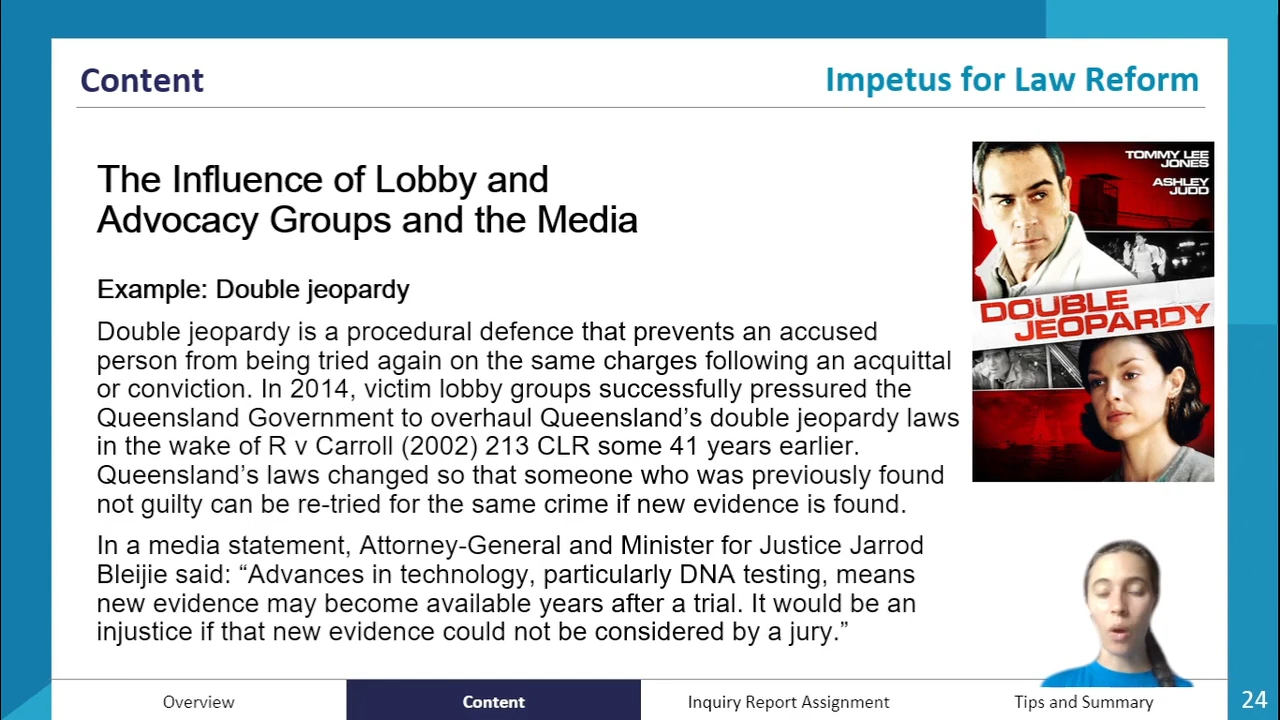 Content
Impetus for Law Reform
The Influence of Lobby and
Advocacy Groups and the Media
Example: Double jeopardy
Double jeopardy is a procedural defence that prevents an accused
person from being tried again on the same charges following an acquittal
or conviction. In 2014, victim lobby groups successfully pressured the
Queensland Government to overhaul Queensland's double jeopardy laws
in the wake of R v Carroll (2002) 213 CLR some 41 years earlier.
Queensland's laws changed so that someone who was previously found
not guilty can be re-tried for the same crime if new evidence is found.
In a media statement, Attorney-General and Minister for Justice Jarrod
Bleijie said: “Advances in technology, particularly DNA testing, means
new evidence may become available years after a trial. It would be an
injustice if that new evidence could not be considered by a jury.”
TOMMY LEE
JONES
ASHLEY
JUDD
DOUBLE
JEOPARDY
Overview
Content
Inquiry Report Assignment
Tips and Summary
24